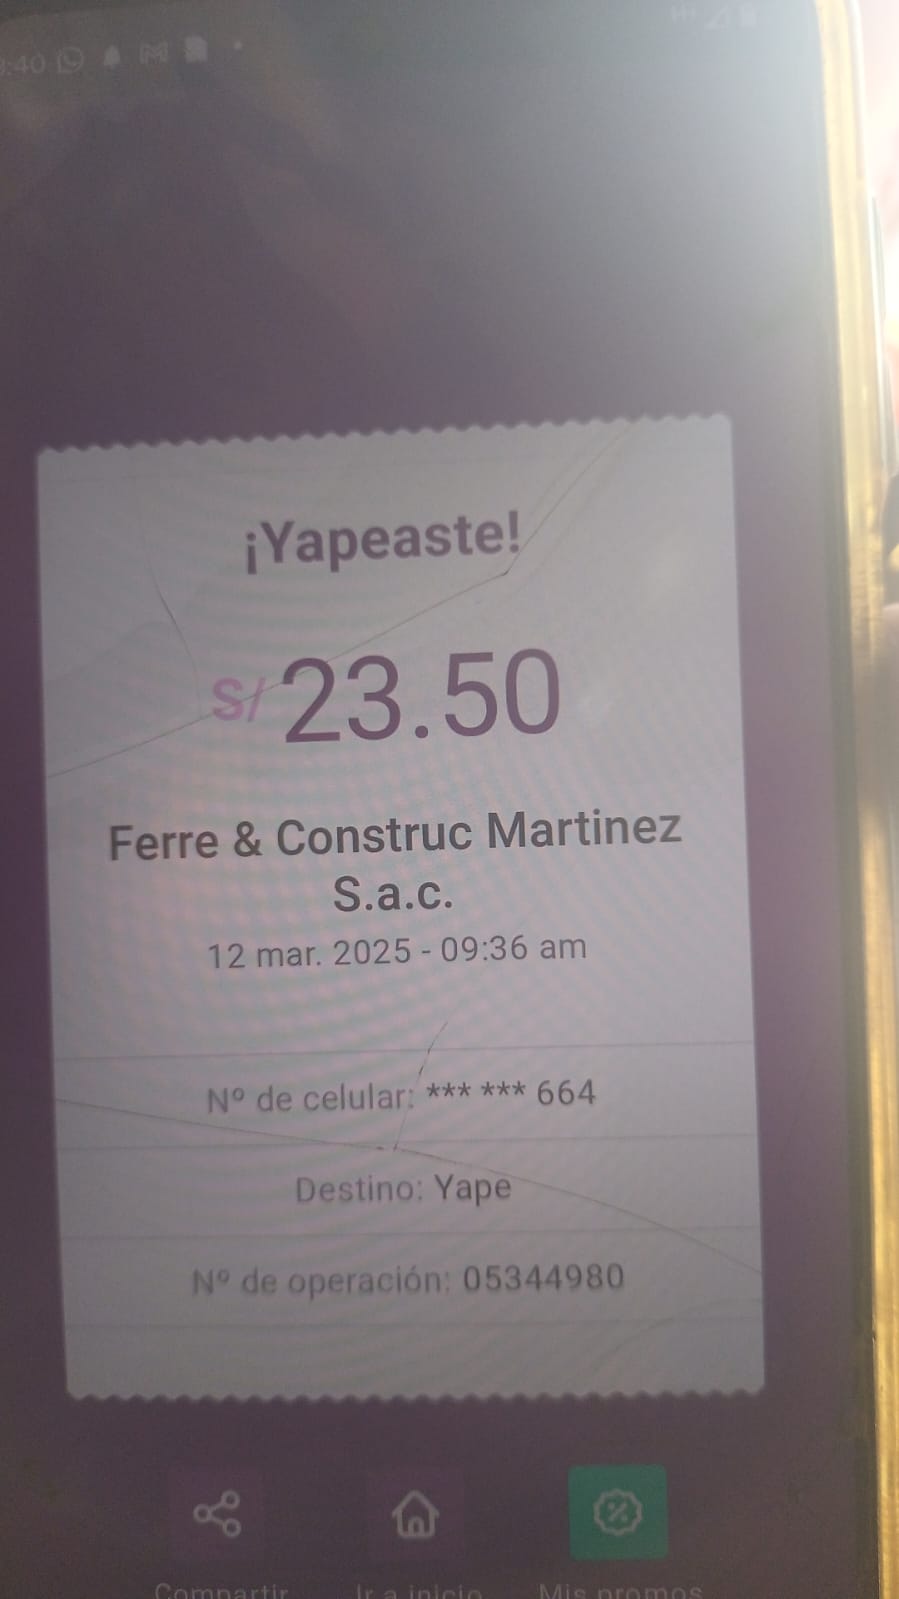 :40
¡Yapeaste!
S/ 23.50
Ferre & Construc Martinez
S.a.c.
12 mar. 2025 - 09:36 am
Nº de celular: *** *** 664
Destino: Yape
Nº de operación: 05344980
Compartir Ir a inicio Mis promos